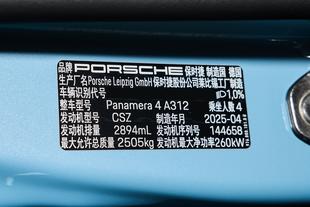 品牌 PORSCHE 保时捷 制造国 德国
生产厂名 Porsche Leipzig GmbH 保时捷股份公司莱比锡工厂制造
车辆识别代号 1,0%
整车型号 Panamera 4 A312 乘坐人数 4
发动机型号 CSZ 制造年月 2025-04
发动机排量 2894mL 发动机序列号 144658
最大允许总质量 2505kg 发动机最大净功率 260kW